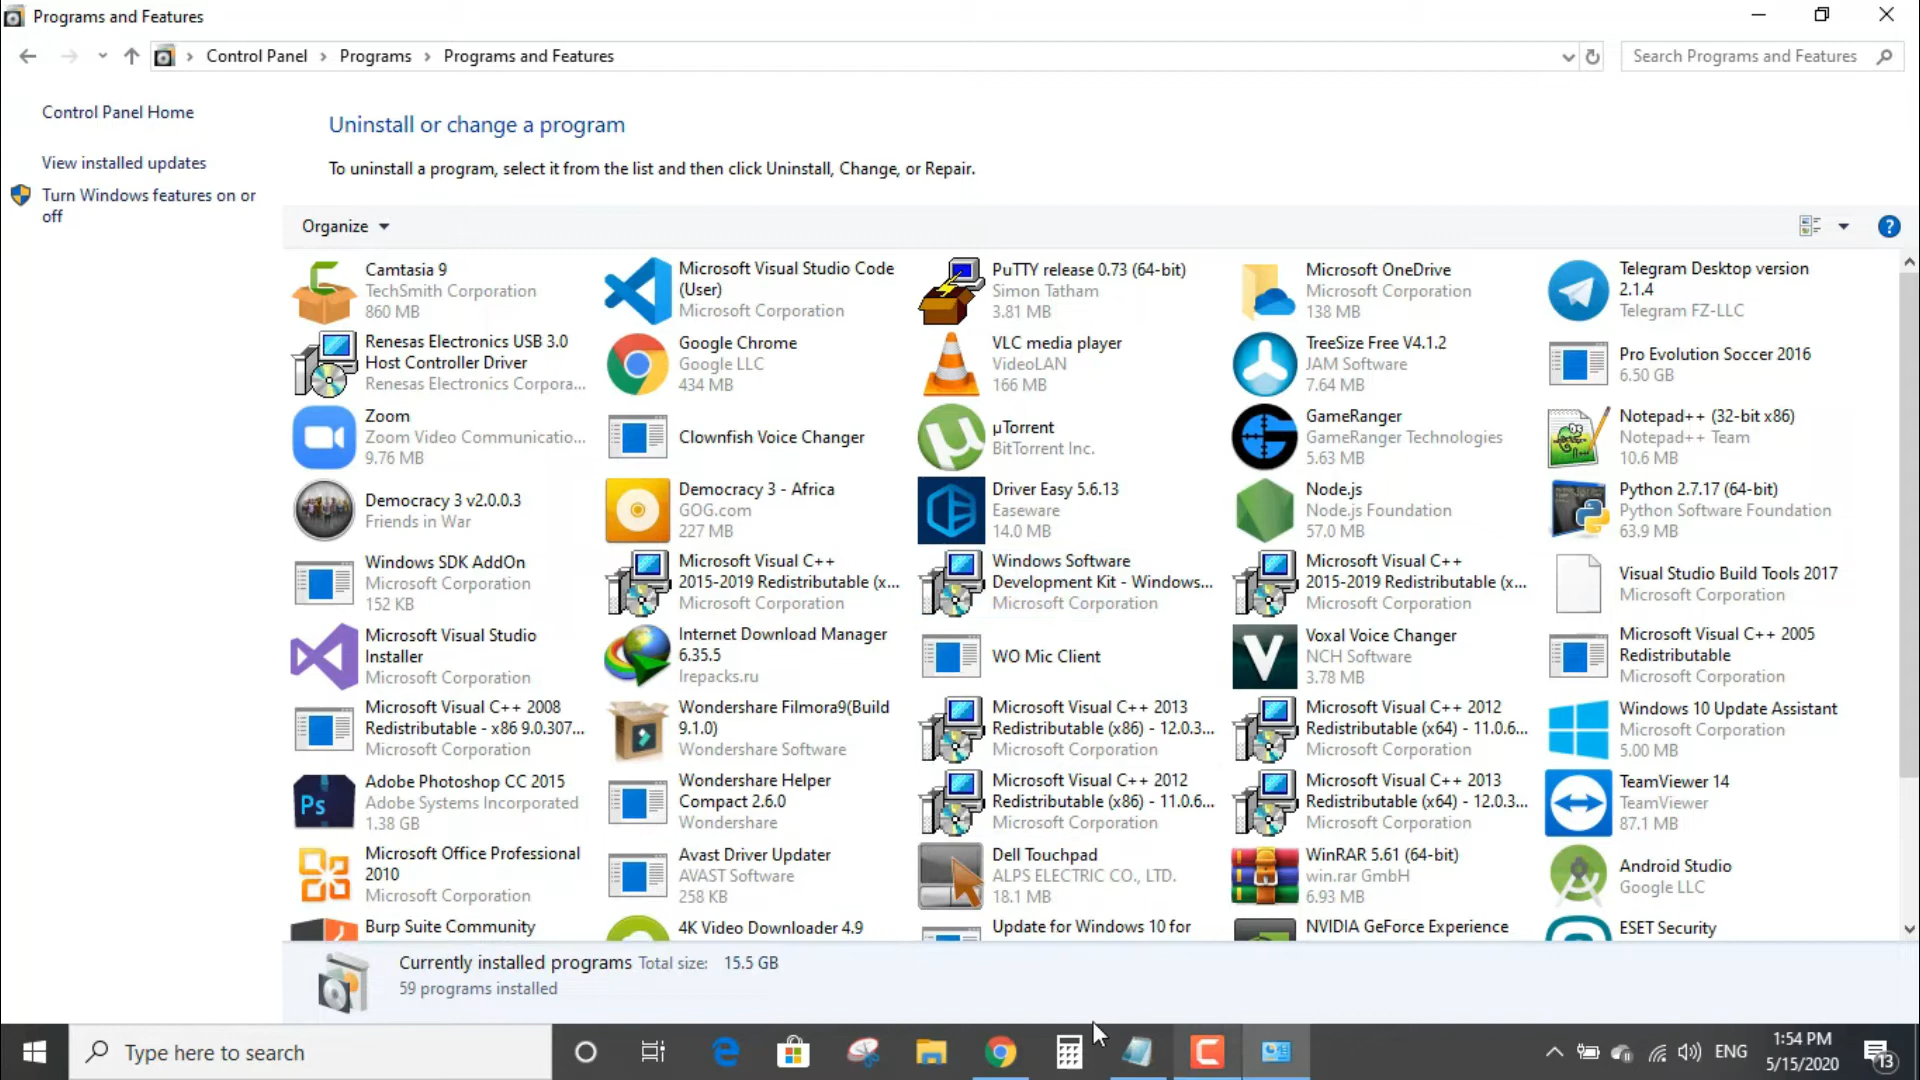 Programs and Features
Control Panel
Programs
Programs and Features
Search Programs and Features
Control Panel Home
View installed updates
Turn Windows features on or
off
Uninstall or change a program
To uninstall a program, select it from the list and then click Uninstall, Change, or Repair.
Organize
Camtasia 9
TechSmith Corporation
860 MB
Microsoft Visual Studio Code
(User)
Microsoft Corporation
PuTTY release 0.73 (64-bit)
Simon Tatham
3.81 MB
Microsoft OneDrive
Microsoft Corporation
138 MB
Telegram Desktop version
2.1.4
Telegram FZ-LLC
Renesas Electronics USB 3.0
Host Controller Driver
Renesas Electronics Corpora...
Google Chrome
Google LLC
434 MB
VLC media player
VideoLAN
166 MB
TreeSize Free V4.1.2
JAM Software
7.64 MB
Pro Evolution Soccer 2016
6.50 GB
Zoom
Zoom Video Communicatio...
9.76 MB
Clownfish Voice Changer
µTorrent
BitTorrent Inc.
GameRanger
GameRanger Technologies
5.63 MB
Notepad++ (32-bit x86)
Notepad++ Team
10.6 MB
Democracy 3 v2.0.0.3
Friends in War
Democracy 3 - Africa
GOG.com
227 MB
Driver Easy 5.6.13
Easeware
14.0 MB
Node.js
Node.js Foundation
57.0 MB
Python 2.7.17 (64-bit)
Python Software Foundation
63.9 MB
Windows SDK AddOn
Microsoft Corporation
152 KB
Microsoft Visual C++
2015-2019 Redistributable (x...
Microsoft Corporation
Windows Software
Development Kit - Windows...
Microsoft Corporation
Microsoft Visual C++
2015-2019 Redistributable (x...
Microsoft Corporation
Visual Studio Build Tools 2017
Microsoft Corporation
Microsoft Visual Studio
Installer
Microsoft Corporation
Internet Download Manager
6.35.5
lrepacks.ru
WO Mic Client
Voxal Voice Changer
NCH Software
3.78 MB
Microsoft Visual C++ 2005
Redistributable
Microsoft Corporation
Microsoft Visual C++ 2008
Redistributable - x86 9.0.307...
Microsoft Corporation
Wondershare Filmora9(Build
9.1.0)
Wondershare Software
Microsoft Visual C++ 2013
Redistributable (x86) - 12.0.3...
Microsoft Corporation
Microsoft Visual C++ 2012
Redistributable (x64) - 11.0.6...
Microsoft Corporation
Windows 10 Update Assistant
Microsoft Corporation
5.00 MB
Ps
Adobe Photoshop CC 2015
Adobe Systems Incorporated
1.38 GB
Wondershare Helper
Compact 2.6.0
Wondershare
Microsoft Visual C++ 2012
Redistributable (x86) - 11.0.6...
Microsoft Corporation
Microsoft Visual C++ 2013
Redistributable (x64) - 12.0.3...
Microsoft Corporation
TeamViewer 14
TeamViewer
87.1 MB
Microsoft Office Professional
2010
Microsoft Corporation
Avast Driver Updater
AVAST Software
258 KB
Dell Touchpad
ALPS ELECTRIC CO., LTD.
18.1 MB
WinRAR 5.61 (64-bit)
win.rar GmbH
6.93 MB
Android Studio
Google LLC
Burp Suite Community
4K Video Downloader 4.9
Update for Windows 10 for
NVIDIA GeForce Experience
ESET Security
Currently installed programs Total size: 15.5 GB
59 programs installed
Type here to search
ENG
1:54 PM
5/15/2020
13